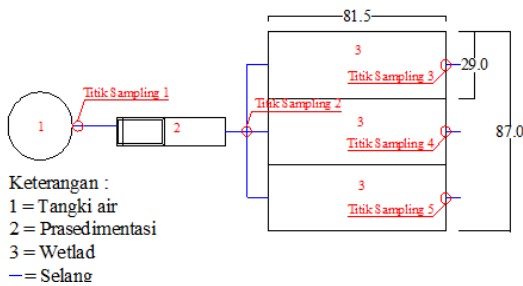 81.5
3
Titik Sampling 3
29.0
Titik Sampling 1
Titik Sampling 2
1
2
3
Titik Sampling 4
87.0
3
Titik Sampling 5
Keterangan :
1 = Tangki air
2 = Prasedimentasi
3 = Wetlad
= Selang